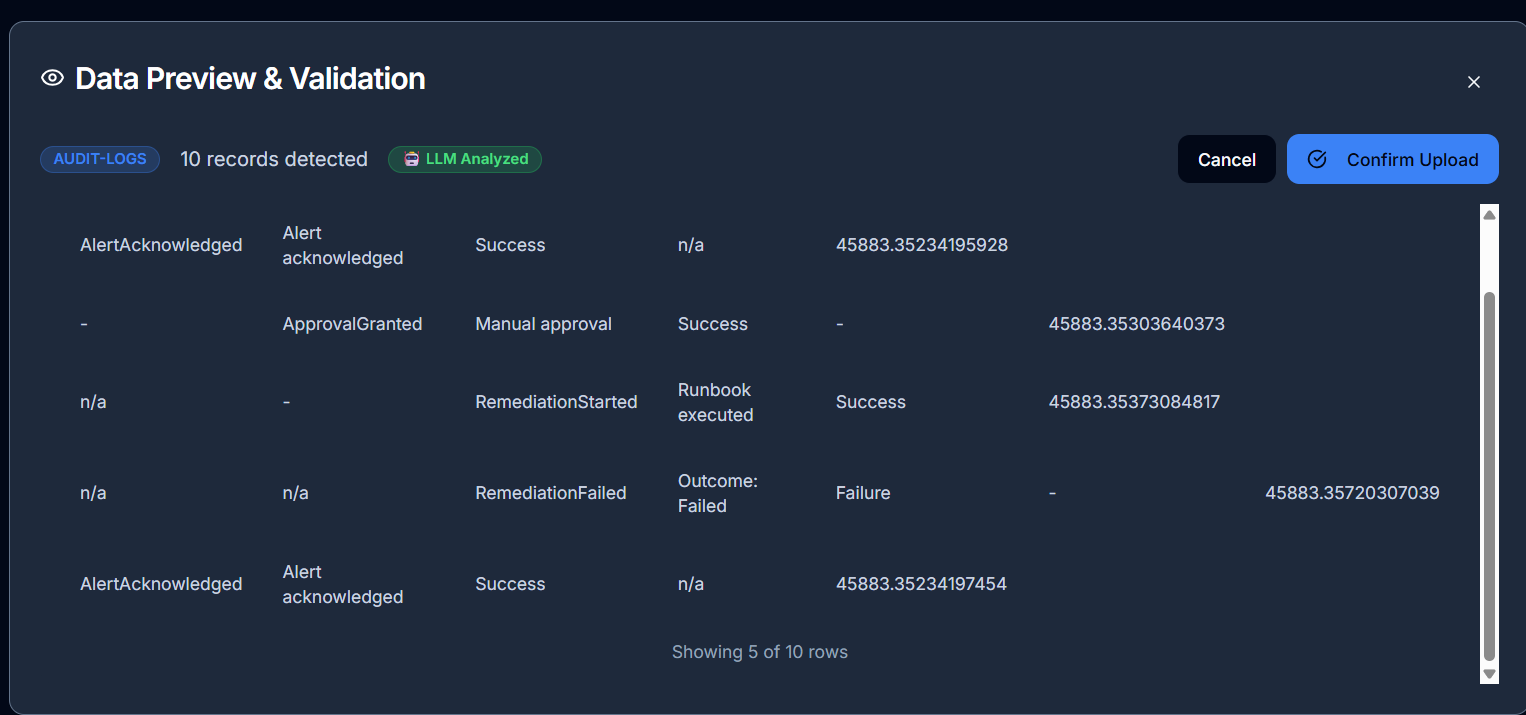 Data Preview & Validation
AUDIT-LOGS 10 records detected LLM Analyzed Cancel Confirm Upload
AlertAcknowledged Alert acknowledged Success n/a 45883.35234195928
- ApprovalGranted Manual approval Success - 45883.35303640373
n/a - RemediationStarted Runbook executed Success 45883.35373084817
n/a n/a RemediationFailed Outcome: Failed Failure - 45883.35720307039
AlertAcknowledged Alert acknowledged Success n/a 45883.35234197454
Showing 5 of 10 rows